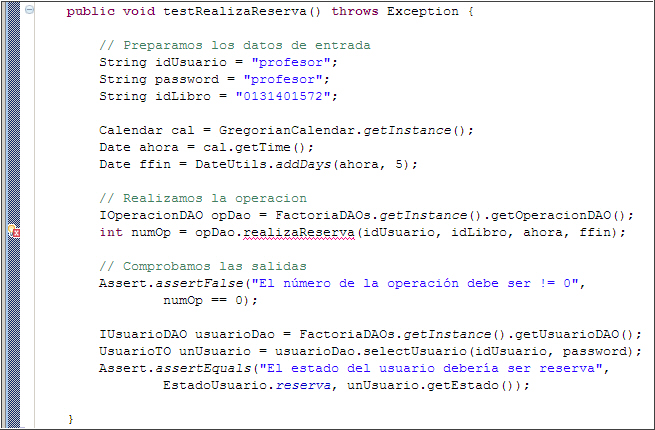 public void testRealizaReserva() throws Exception {
// Preparamos los datos de entrada
String idUsuario = "profesor";
String password = "profesor";
String idLibro = "0131401572";
Calendar cal = GregorianCalendar.getInstance();
Date ahora = cal.getTime();
Date ffin = DateUtils.addDays(ahora, 5);
// Realizamos la operacion
IOperacionDAO opDao = FactoriaDAOs.getInstance().getOperacionDAO();
int numOp = opDao.realizaReserva(idUsuario, idLibro, ahora, ffin);
// Comprobamos las salidas
Assert.assertFalse("El número de la operación debe ser != 0",
numOp == 0);
IUsuarioDAO usuarioDao = FactoriaDAOs.getInstance().getUsuarioDAO();
UsuarioTO unUsuario = usuarioDao.selectUsuario(idUsuario, password);
Assert.assertEquals("El estado del usuario debería ser reserva",
EstadoUsuario.reserva, unUsuario.getEstado());
}